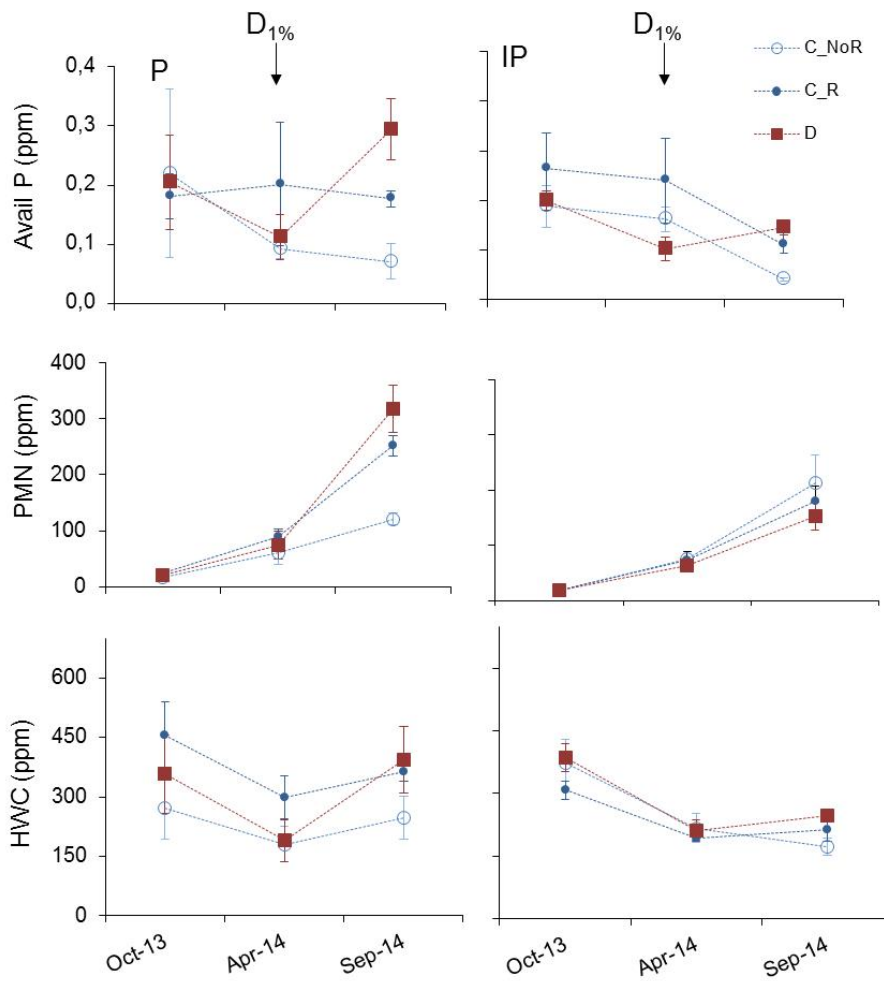 D1%
D1%
P
IP
C_NoR
C_R
D
Avail P (ppm)
0,4
0,3
0,2
0,1
0,0
PMN (ppm)
400
300
200
100
0
HWC (ppm)
600
450
300
150
0
Oct-13
Apr-14
Sep-14
Oct-13
Apr-14
Sep-14